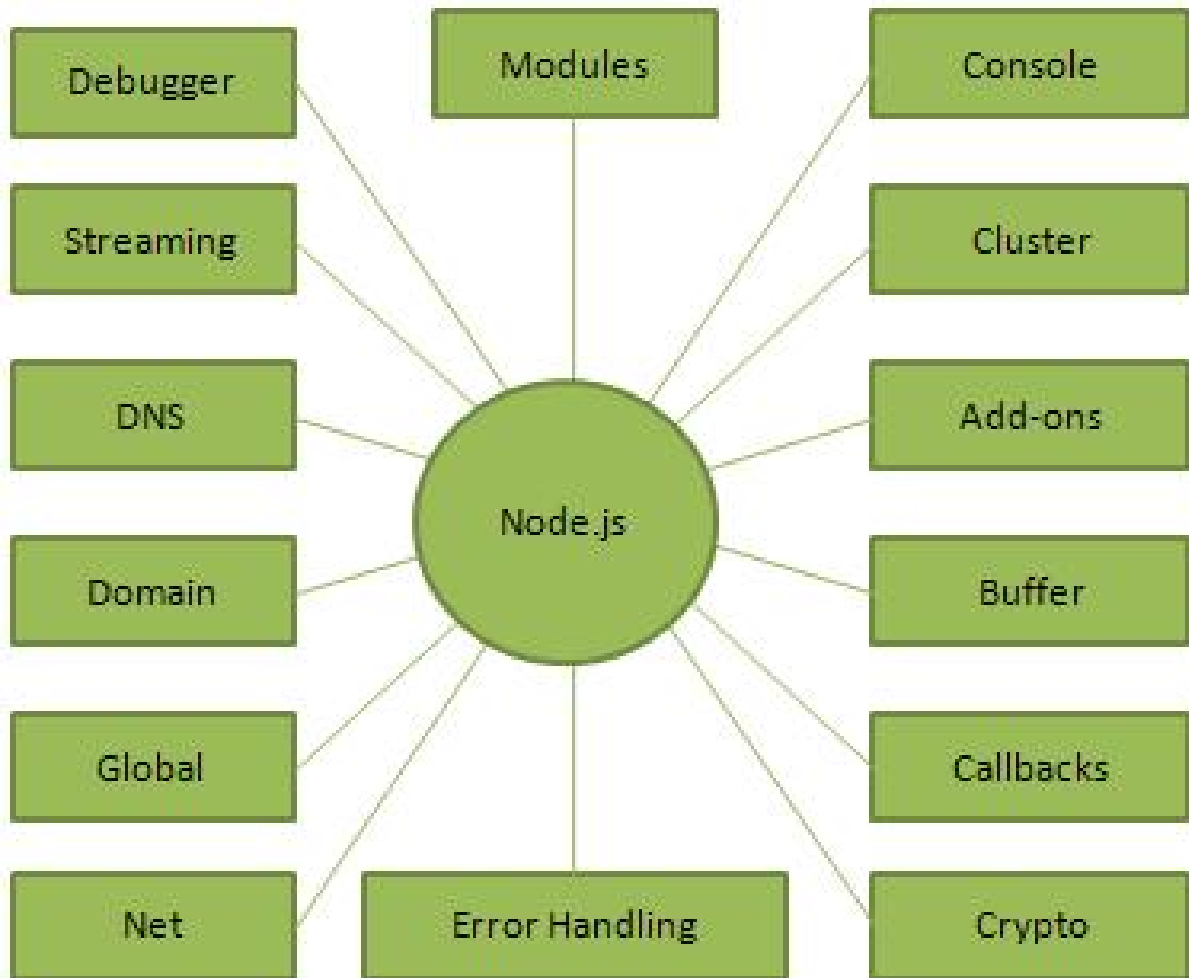 Debugger
Modules
Console
Streaming
Cluster
DNS
Add-ons
Node.js
Domain
Buffer
Global
Callbacks
Net
Error Handling
Crypto